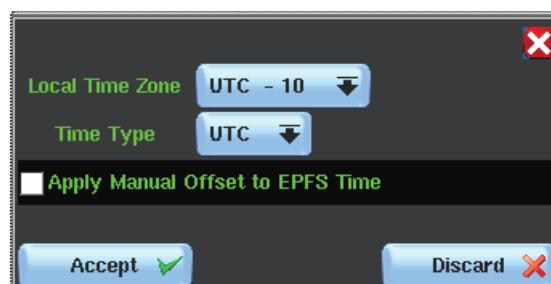 Local Time Zone UTC - 10
Time Type UTC
Apply Manual Offset to EPFS Time
Accept Discard